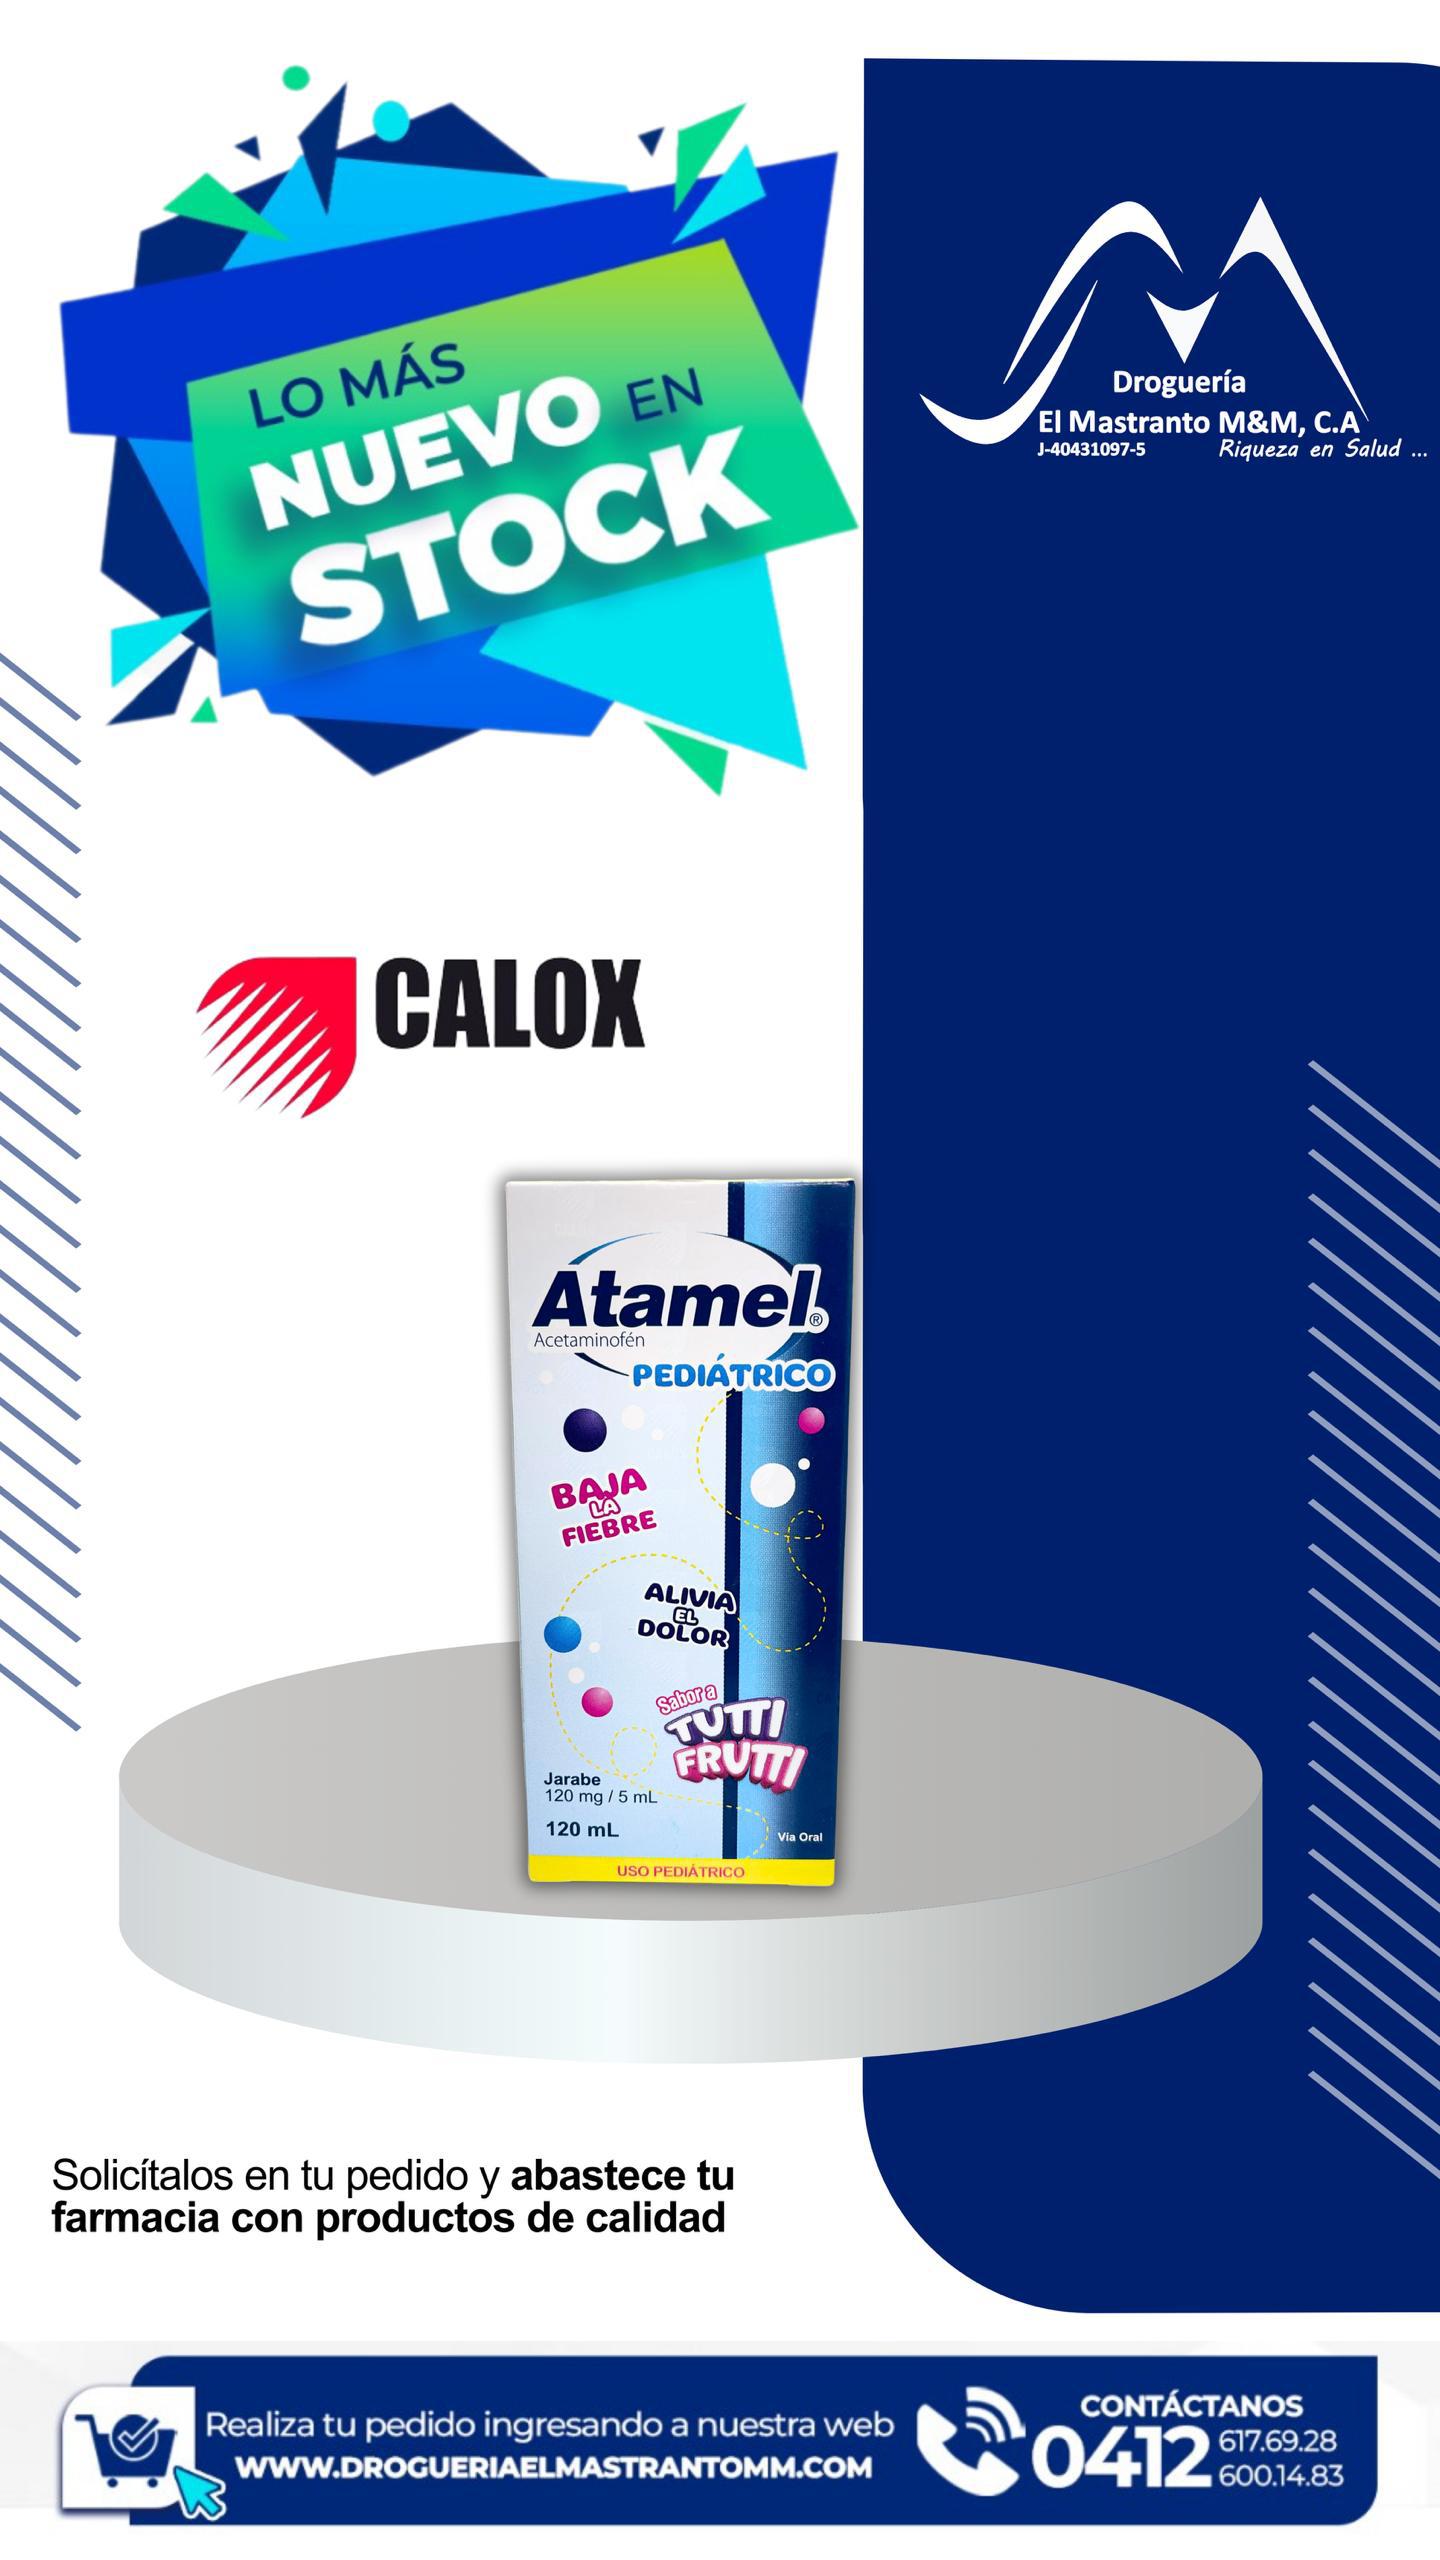 LO MÁS
NUEVO EN
STOCK
Droguería
El Mastranto M&M, C.A
J-40431097-5
Riqueza en Salud ...
CALOX
Atamel®
Acetaminofén
PEDIÁTRICO
BAJA
LA
FIEBRE
ALIVIA
EL
DOLOR
Sabor a
TUTTI
FRUTTI
Jarabe
120 mg / 5 mL
120 mL
Vía Oral
USO PEDIÁTRICO
Solicítalos en tu pedido y abastece tu
farmacia con productos de calidad
Realiza tu pedido ingresando a nuestra web
WWW.DROGUERIAELMASTRANTOMM.COM
CONTÁCTANOS
0412 617.69.28
600.14.83